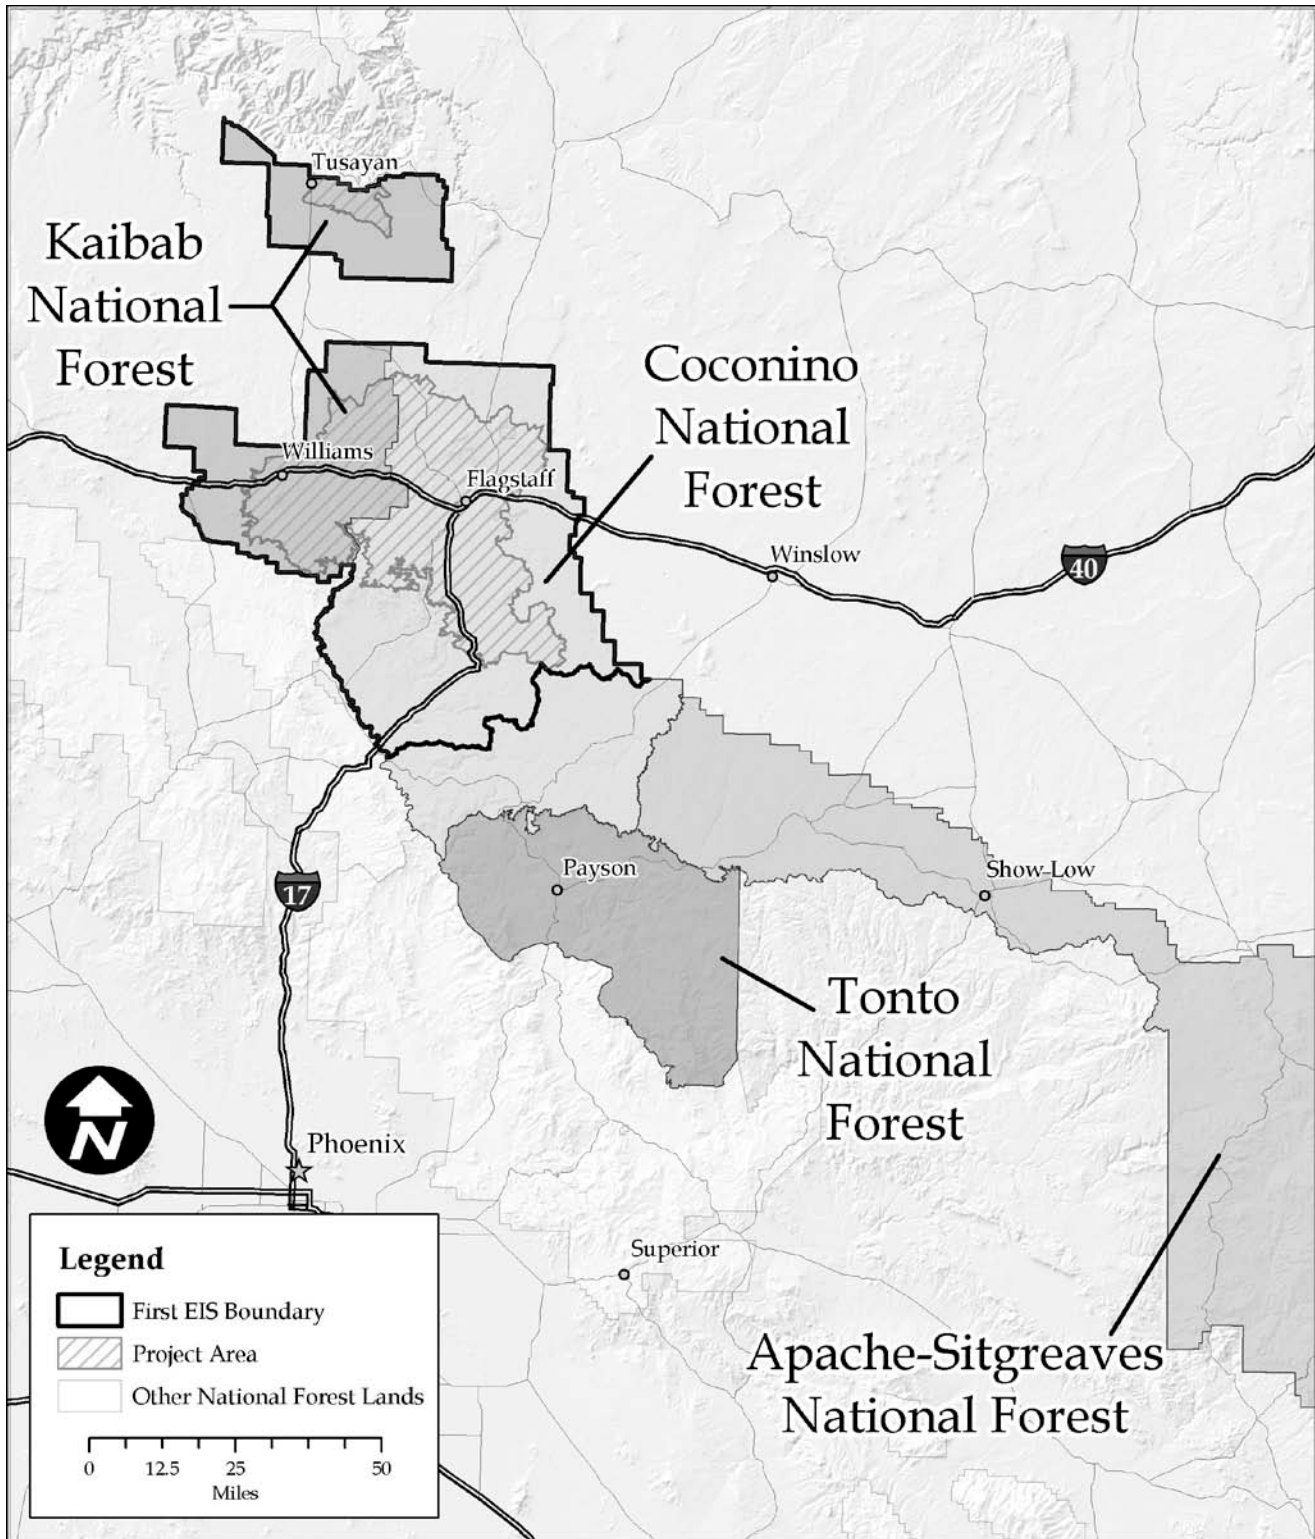 Tusayan
Kaibab
National
Forest
Coconino
National
Forest
Williams
Flagstaff
Winslow
40
Payson
Show Low
17
Tonto
National
Forest
N
Phoenix
Superior
Apache-Sitgreaves
National Forest
Legend
First EIS Boundary
Project Area
Other National Forest Lands
0 12.5 25 50
Miles